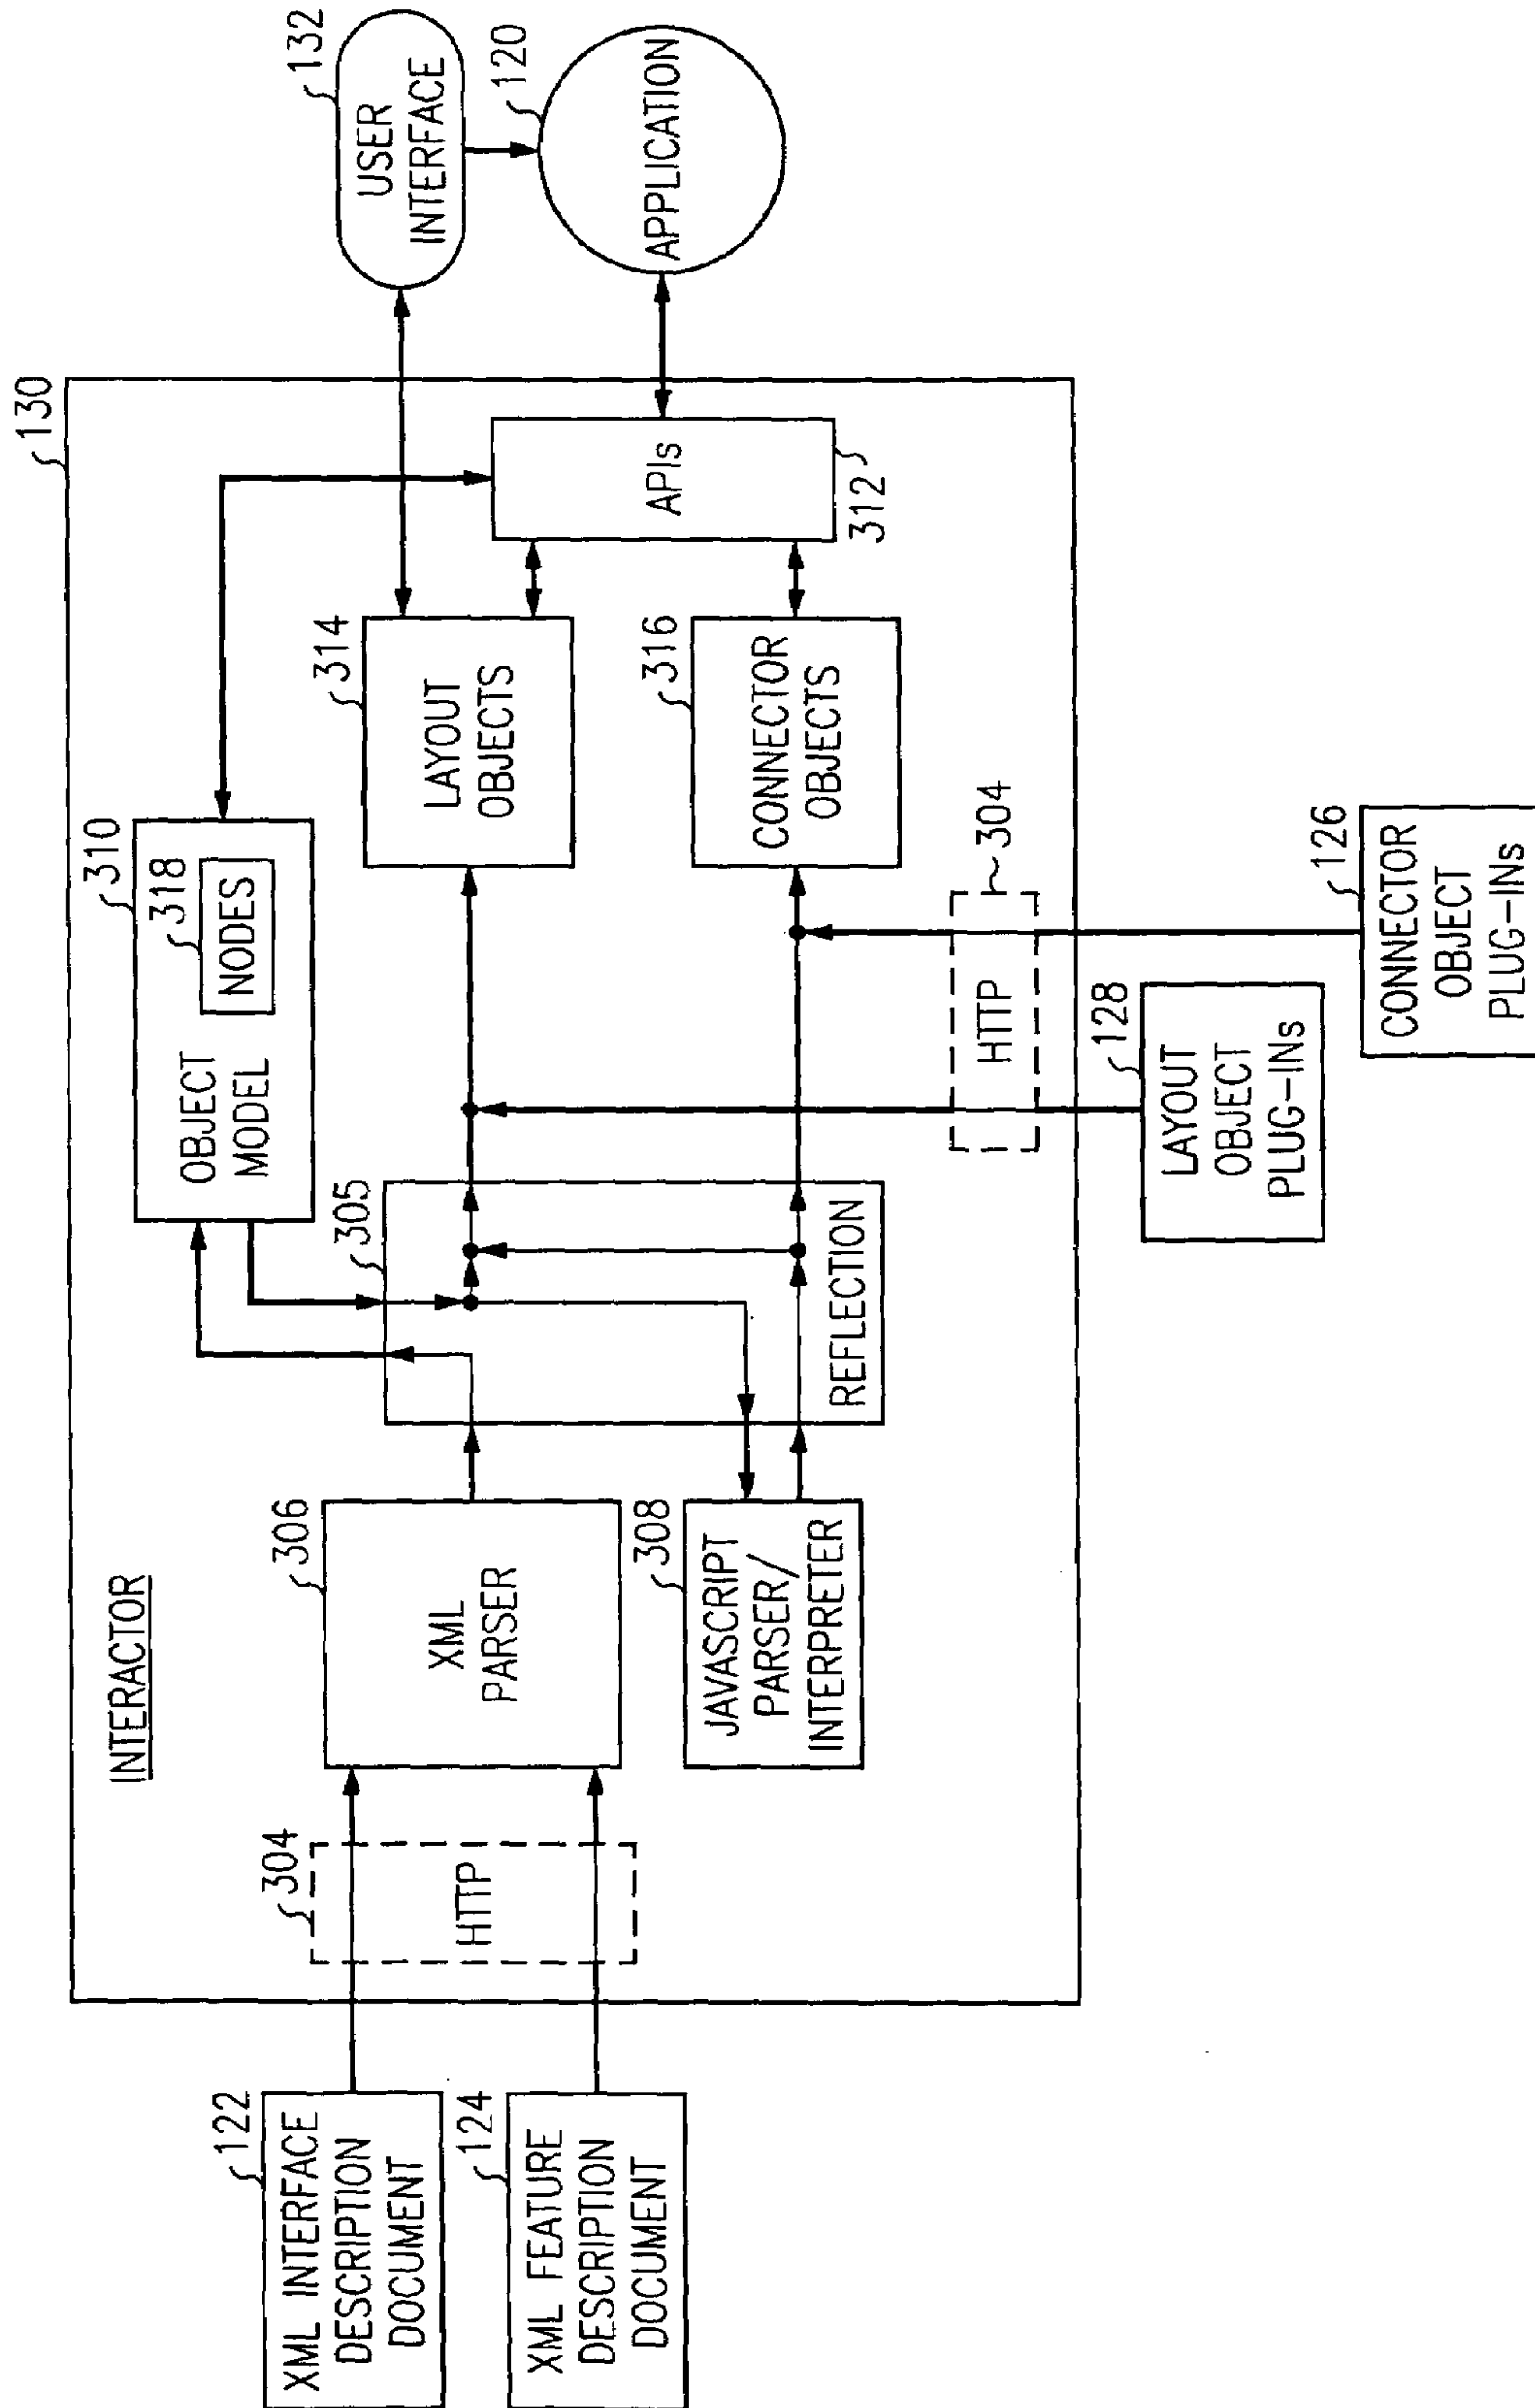 INTERACTOR
130
XML INTERFACE
DESCRIPTION
DOCUMENT
122
XML FEATURE
DESCRIPTION
DOCUMENT
124
304
HTTP
XML
PARSER
306
JAVASCRIPT
PARSER/
INTERPRETER
308
305
REFLECTION
OBJECT
MODEL
310
318
NODES
LAYOUT
OBJECTS
314
CONNECTOR
OBJECTS
316
APIs
312
USER
INTERFACE
132
APPLICATION
120
HTTP
304
LAYOUT
OBJECT
PLUG-INs
128
CONNECTOR
OBJECT
PLUG-INs
126